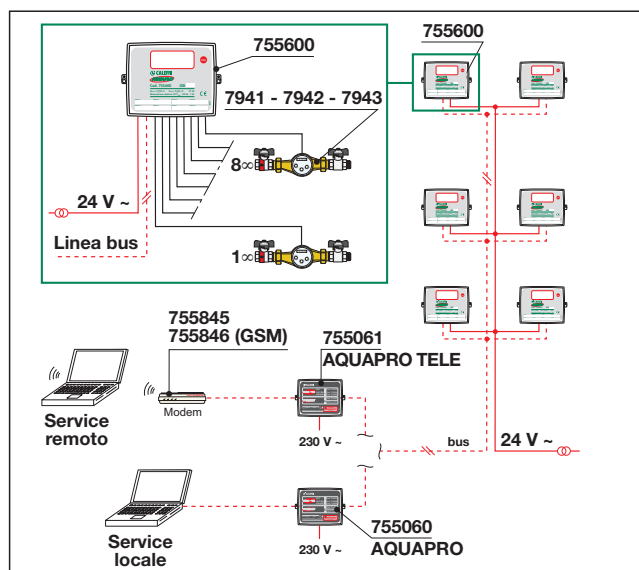 755600
CALEFFI
7941 - 7942 - 7943
8∞
24 V ~
Linea bus
1∞
755600
755845
755846 (GSM)
Modem
Service
remoto
755061
AQUAPRO TELE
230 V ~
bus
24 V ~
Service
locale
755060
AQUAPRO
230 V ~